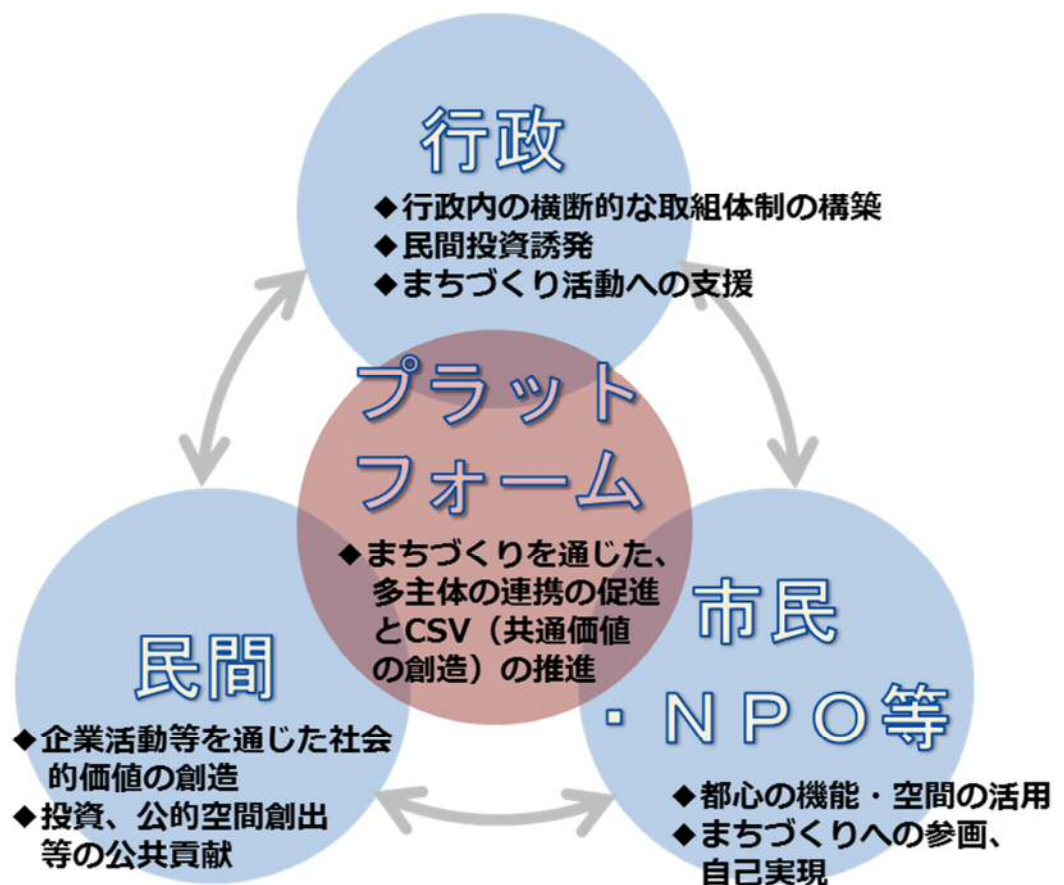 行政
◆行政内の横断的な取組体制の構築
◆民間投資誘発
◆まちづくり活動への支援
プラット
フォーム
◆まちづくりを通じた、
多主体の連携の促進
とCSV（共通価値
の創造）の推進
民間
◆企業活動等を通じた社会
的価値の創造
◆投資、公的空間創出
等の公共貢献
市民
・ＮＰＯ等
◆都心の機能・空間の活用
◆まちづくりへの参画、
自己実現